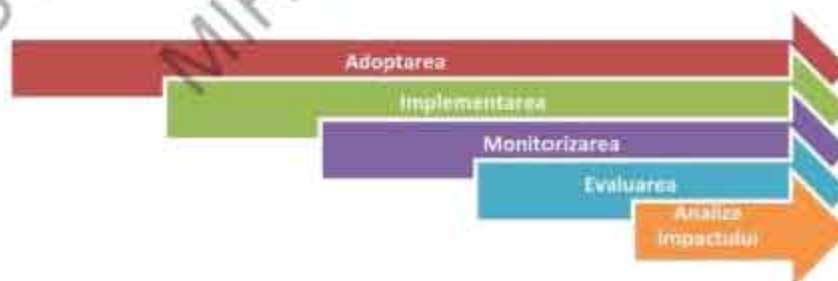 Adoptarea
Implementarea
Monitorizarea
Evaluarea
Analiza
impactului